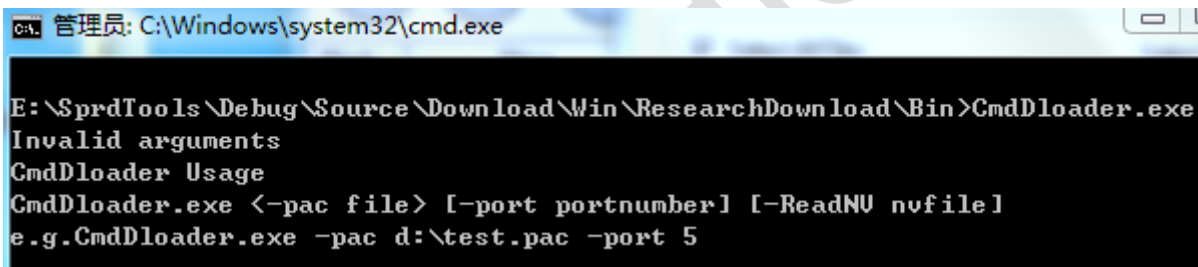 管理员: C:\Windows\system32\cmd.exe
E:\SprdTools\Debug\Source\Download\Win\ResearchDownload\Bin>CmdDloader.exe
Invalid arguments
CmdDloader Usage
CmdDloader.exe <-pac file> [-port portnumber] [-ReadNV nvfile]
e.g.CmdDloader.exe -pac d:\test.pac -port 5